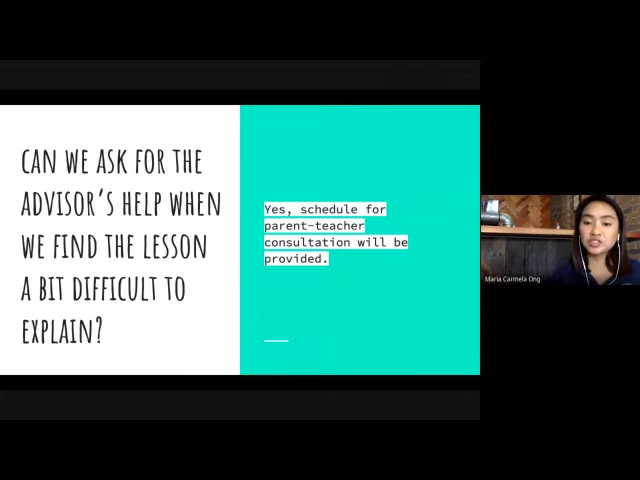 CAN WE ASK FOR THE
ADVISOR'S HELP WHEN
WE FIND THE LESSON
A BIT DIFFICULT TO
EXPLAIN?
Yes, schedule for
parent-teacher
consultation will be
provided.
Maria Carmela Ong